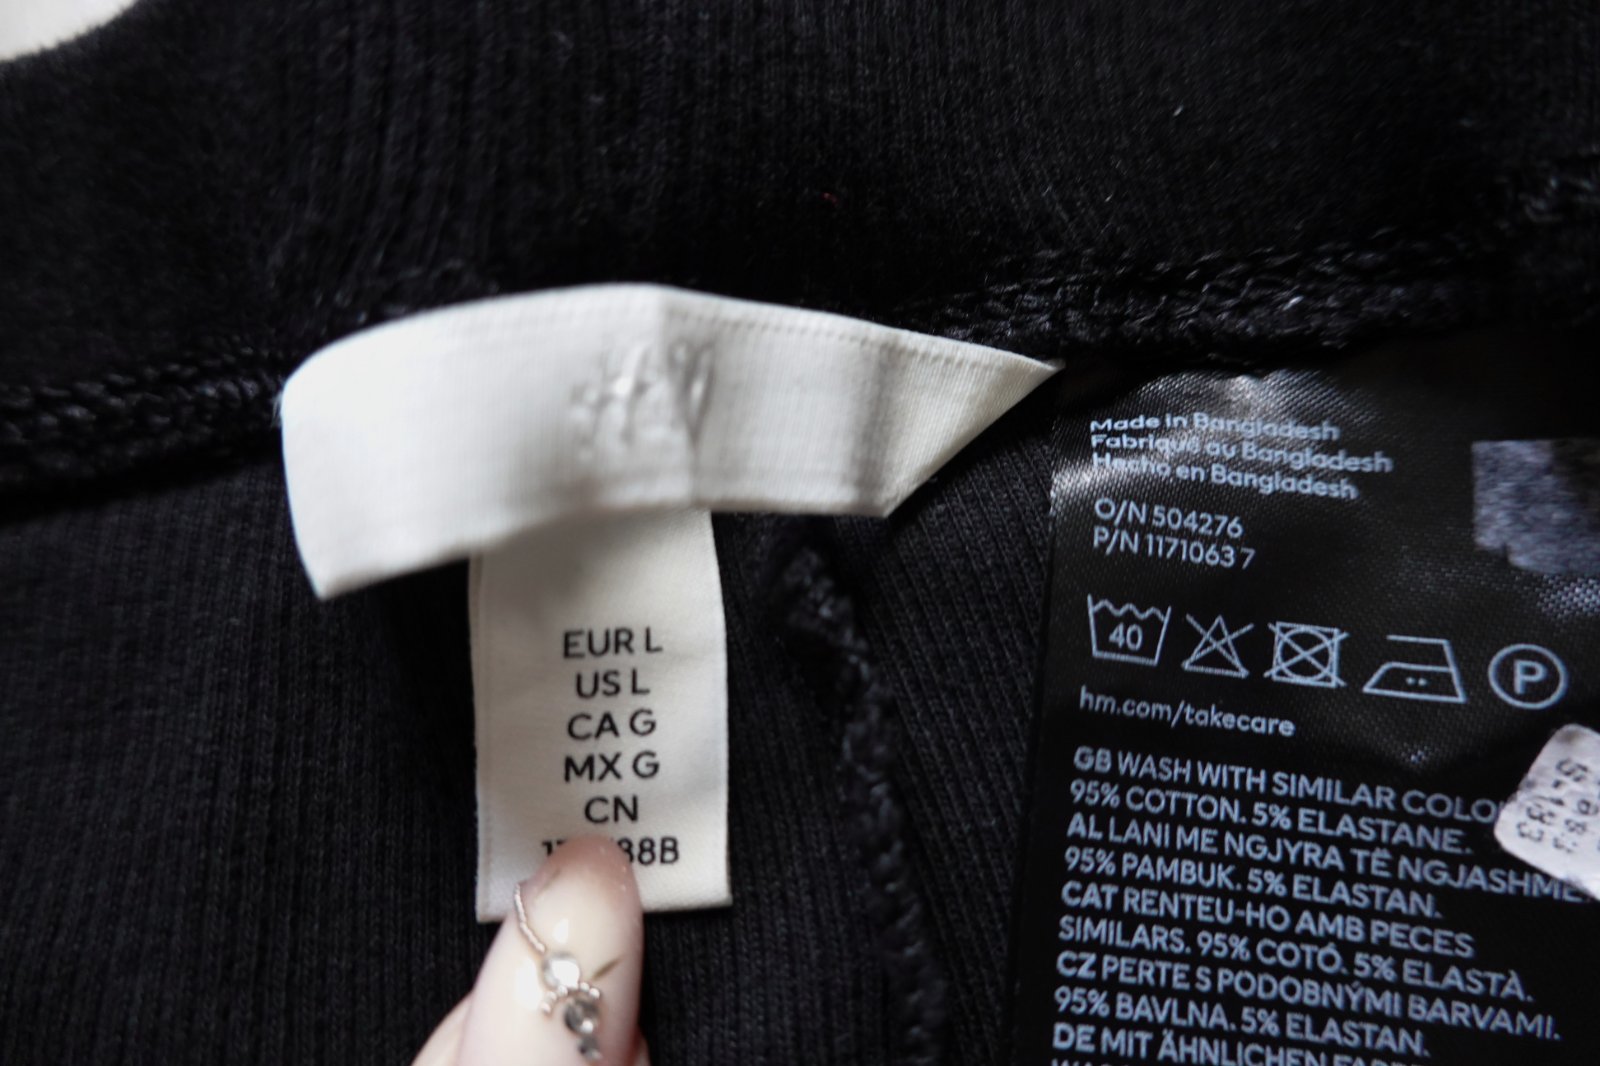 EUR L
US L
CA G
MX G
CN
88B
Made in Bangladesh
Fabriqué au Bangladesh
Hecho en Bangladesh
O/N 504276
P/N 1171063 7
40
P
hm.com/takecare
GB WASH WITH SIMILAR
95% COTTON. 5% ELASTANE.
AL LANI ME NGJYRA TË NGJASHME.
95% PAMBUK. 5% ELASTAN.
CAT RENTEU-HO AMB PECES
SIMILARS. 95% COTÓ. 5% ELASTÀ.
CZ PERTE S PODOBNÝMI BARVAMI.
95% BAVLNA. 5% ELASTAN.
DE MIT ÄHNLICHEN